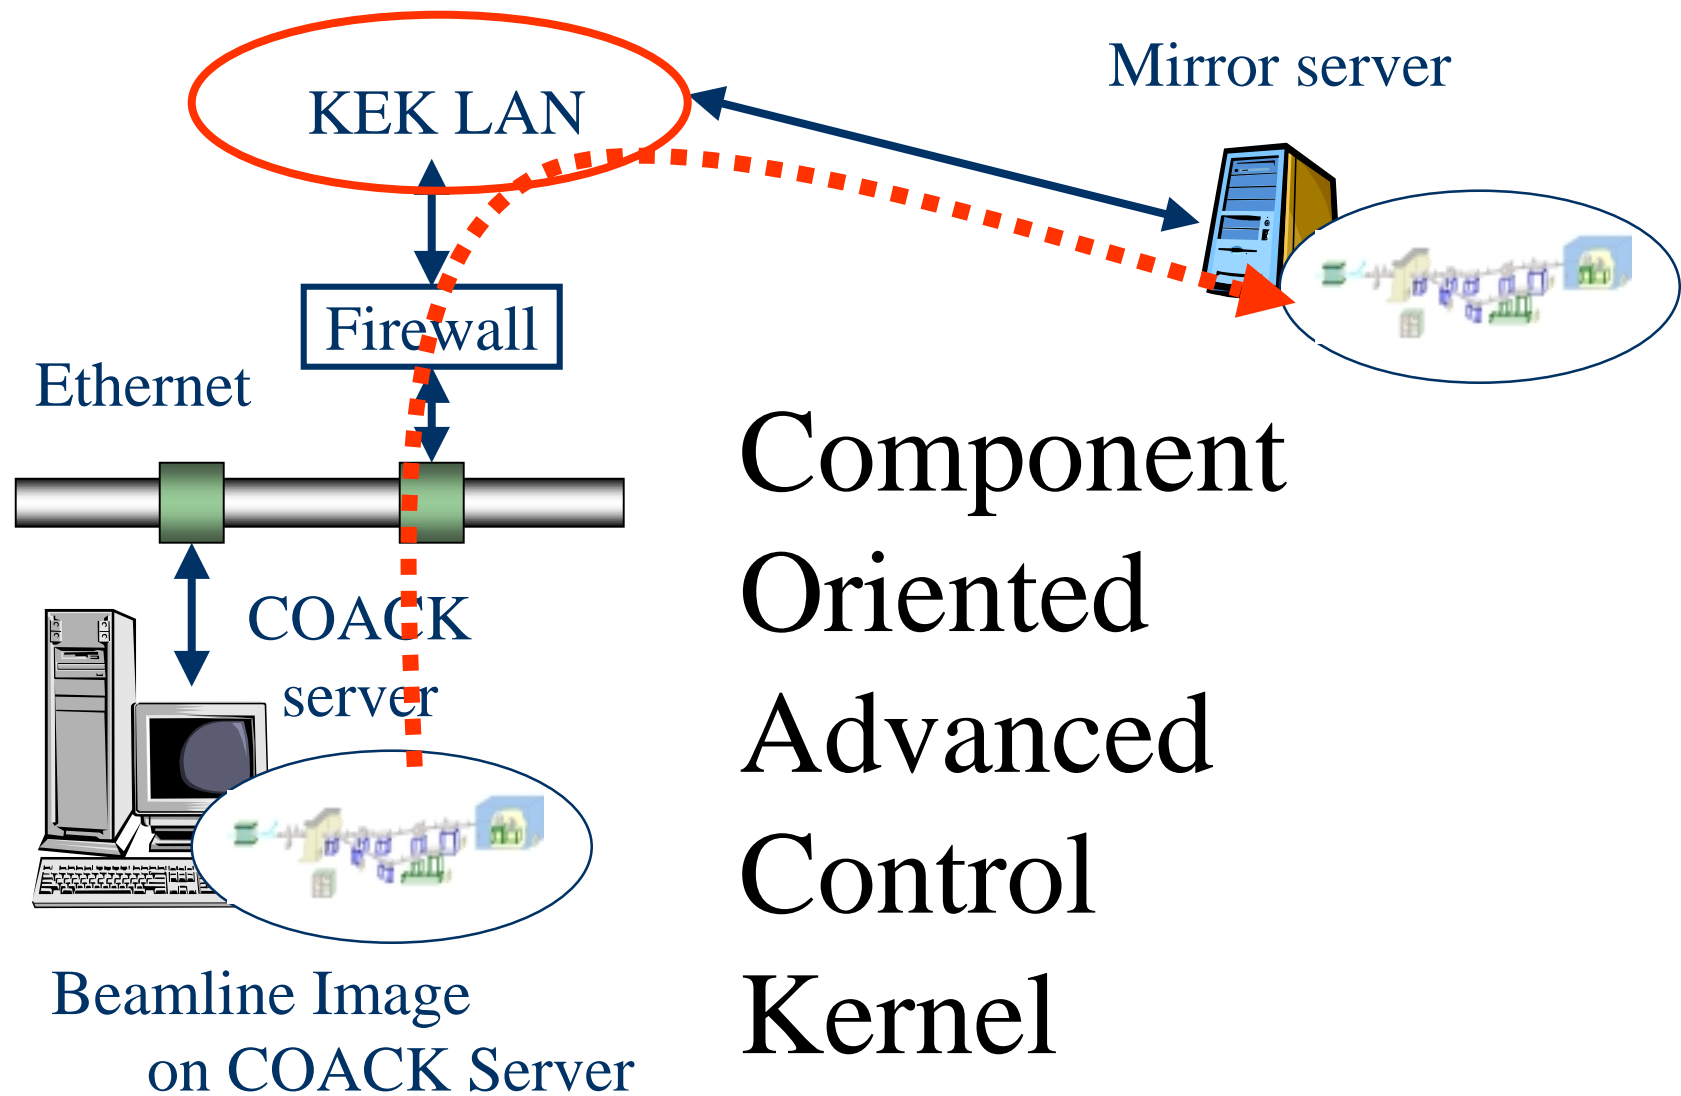 KEK LAN
Mirror server
Firewall
Ethernet
COACK
server
Beamline Image
on COACK Server
Component
Oriented
Advanced
Control
Kernel